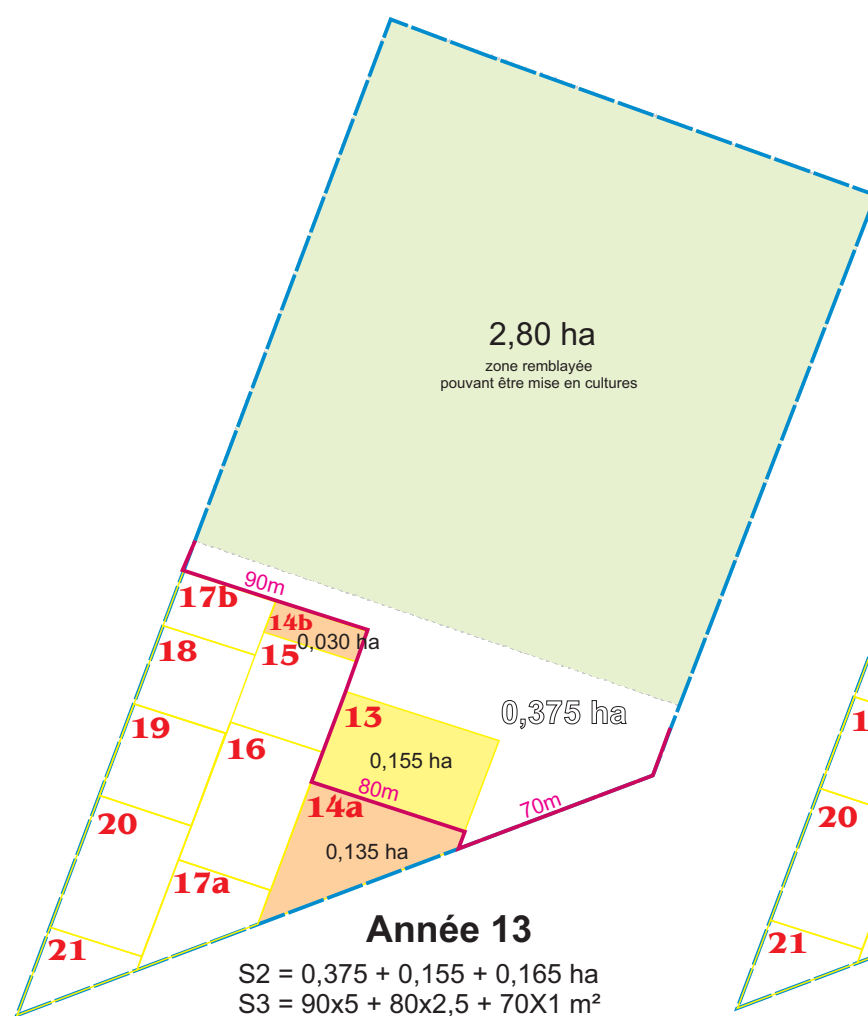 2,80 ha
zone remblayée
pouvant être mise en cultures
90m
17b
14b
0,030 ha
18
15
0,375 ha
13
19
16
0,155 ha
80m
70m
14a
20
0,135 ha
17a
21
Année 13
S2 = 0,375 + 0,155 + 0,165 ha
S3 = 90x5 + 80x2,5 + 70X1 m²
20
21